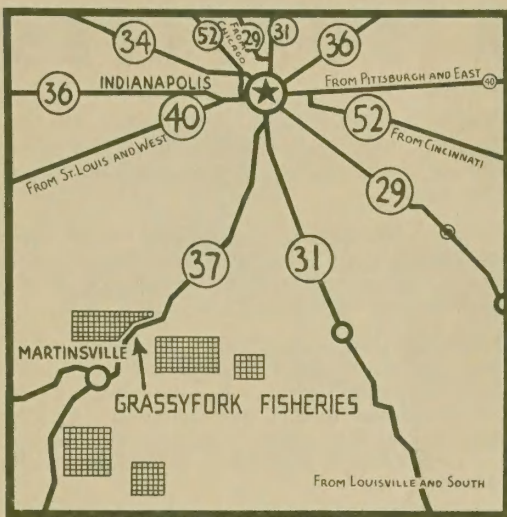 34
52
FROM CHICAGO
29
31
36
36
INDIANAPOLIS
FROM PITTSBURGH AND EAST
40
40
52
FROM CINCINNATI
FROM ST. LOUIS AND WEST
29
37
31
MARTINSVILLE
GRASSYFORK FISHERIES
FROM LOUISVILLE AND SOUTH